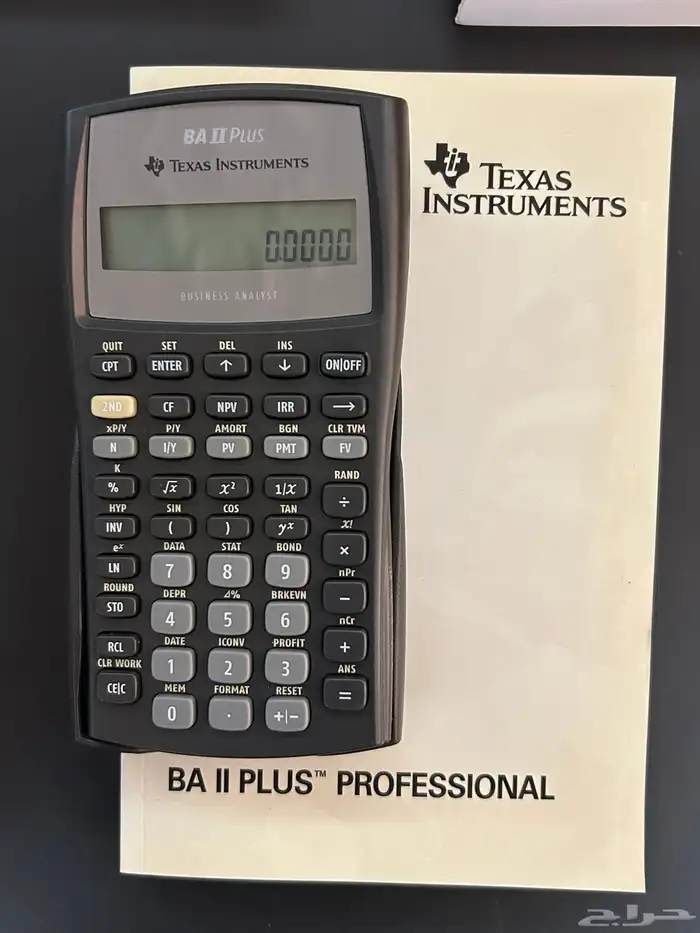 BA II PLUS
TEXAS INSTRUMENTS
0.0000
BUSINESS ANALYST
QUIT SET DEL INS
CPT ENTER ↑ ↓ ON|OFF
2ND CF NPV IRR →
xP/Y P/Y AMORT BGN CLR TVM
N I/Y PV PMT FV
K RAND
% √x x² 1/x ÷
HYP SIN COS TAN x!
INV ( ) yˣ ×
eˣ DATA STAT BOND nPr
LN 7 8 9 −
ROUND DEPR Δ% BRKEVN nCr
STO 4 5 6 +
DATE ICONV PROFIT ANS
RCL 1 2 3 =
CLR WORK MEM FORMAT RESET
CE|C 0 . +|−
TEXAS
INSTRUMENTS
BA II PLUS™ PROFESSIONAL
حراج